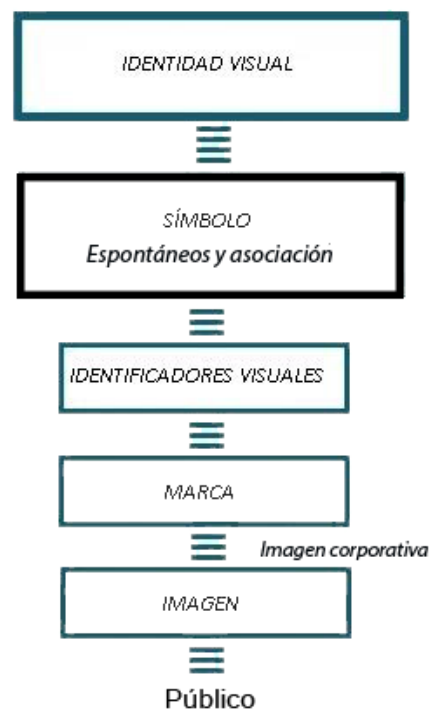 IDENTIDAD VISUAL
SÍMBOLO
Espontáneos y asociación
IDENTIFICADORES VISUALES
MARCA
Imagen corporativa
IMAGEN
Público